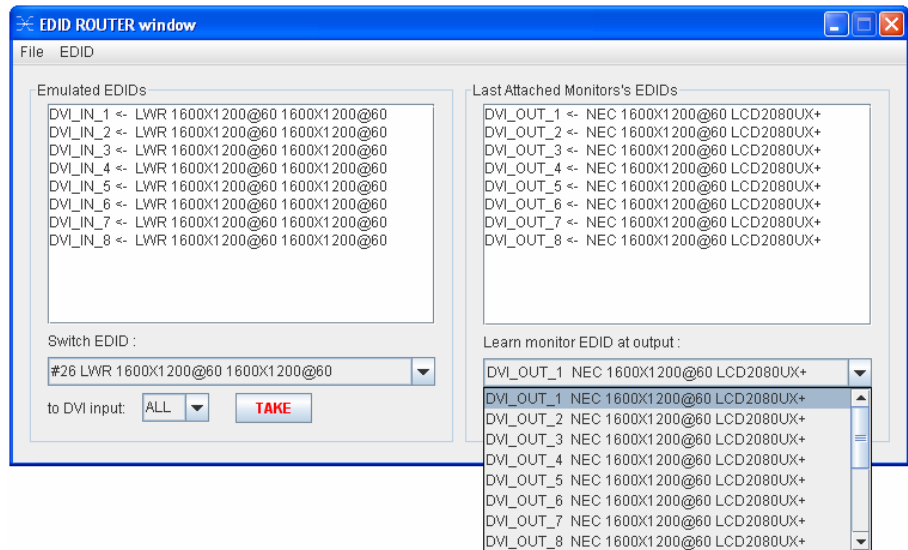 EDID ROUTER window
File EDID
Emulated EDIDs
DVI_IN_1 <- LWR 1600X1200@60 1600X1200@60
DVI_IN_2 <- LWR 1600X1200@60 1600X1200@60
DVI_IN_3 <- LWR 1600X1200@60 1600X1200@60
DVI_IN_4 <- LWR 1600X1200@60 1600X1200@60
DVI_IN_5 <- LWR 1600X1200@60 1600X1200@60
DVI_IN_6 <- LWR 1600X1200@60 1600X1200@60
DVI_IN_7 <- LWR 1600X1200@60 1600X1200@60
DVI_IN_8 <- LWR 1600X1200@60 1600X1200@60
Switch EDID :
#26 LWR 1600X1200@60 1600X1200@60
to DVI input: ALL TAKE
Last Attached Monitors's EDIDs
DVI_OUT_1 <- NEC 1600X1200@60 LCD2080UX+
DVI_OUT_2 <- NEC 1600X1200@60 LCD2080UX+
DVI_OUT_3 <- NEC 1600X1200@60 LCD2080UX+
DVI_OUT_4 <- NEC 1600X1200@60 LCD2080UX+
DVI_OUT_5 <- NEC 1600X1200@60 LCD2080UX+
DVI_OUT_6 <- NEC 1600X1200@60 LCD2080UX+
DVI_OUT_7 <- NEC 1600X1200@60 LCD2080UX+
DVI_OUT_8 <- NEC 1600X1200@60 LCD2080UX+
Learn monitor EDID at output :
DVI_OUT_1 NEC 1600X1200@60 LCD2080UX+
DVI_OUT_1 NEC 1600X1200@60 LCD2080UX+
DVI_OUT_2 NEC 1600X1200@60 LCD2080UX+
DVI_OUT_3 NEC 1600X1200@60 LCD2080UX+
DVI_OUT_4 NEC 1600X1200@60 LCD2080UX+
DVI_OUT_5 NEC 1600X1200@60 LCD2080UX+
DVI_OUT_6 NEC 1600X1200@60 LCD2080UX+
DVI_OUT_7 NEC 1600X1200@60 LCD2080UX+
DVI_OUT_8 NEC 1600X1200@60 LCD2080UX+